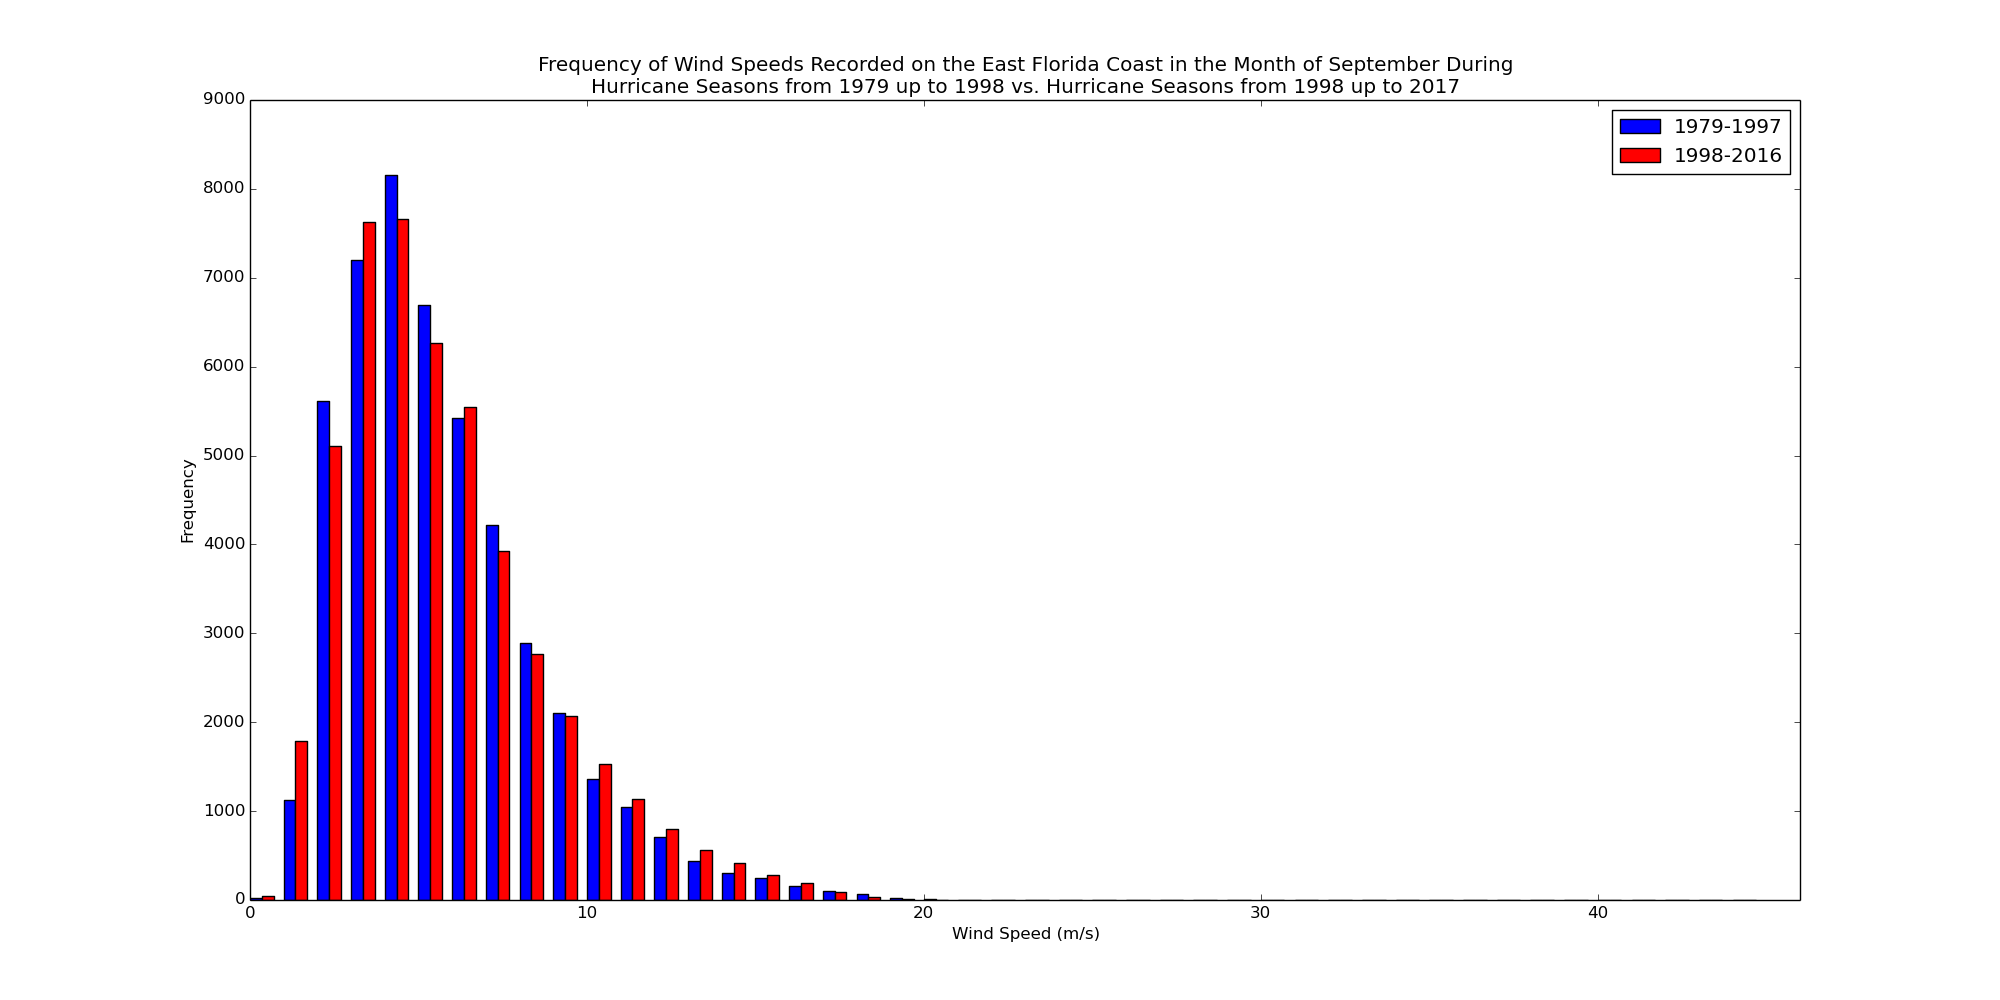 Frequency of Wind Speeds Recorded on the East Florida Coast in the Month of September During
Hurricane Seasons from 1979 up to 1998 vs. Hurricane Seasons from 1998 up to 2017
1979-1997
1998-2016
9000
8000
7000
6000
5000
4000
3000
2000
1000
0
Frequency
0 10 20 30 40
Wind Speed (m/s)